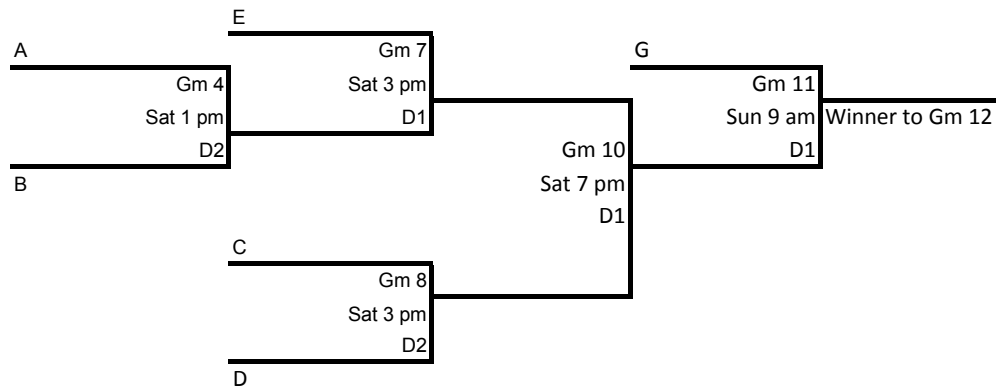 E
A
Gm 7
G
Gm 4
Sat 3 pm
Gm 11
Sat 1 pm
D1
Sun 9 am
Winner to Gm 12
D2
Gm 10
D1
B
Sat 7 pm
D1
C
Gm 8
Sat 3 pm
D2
D